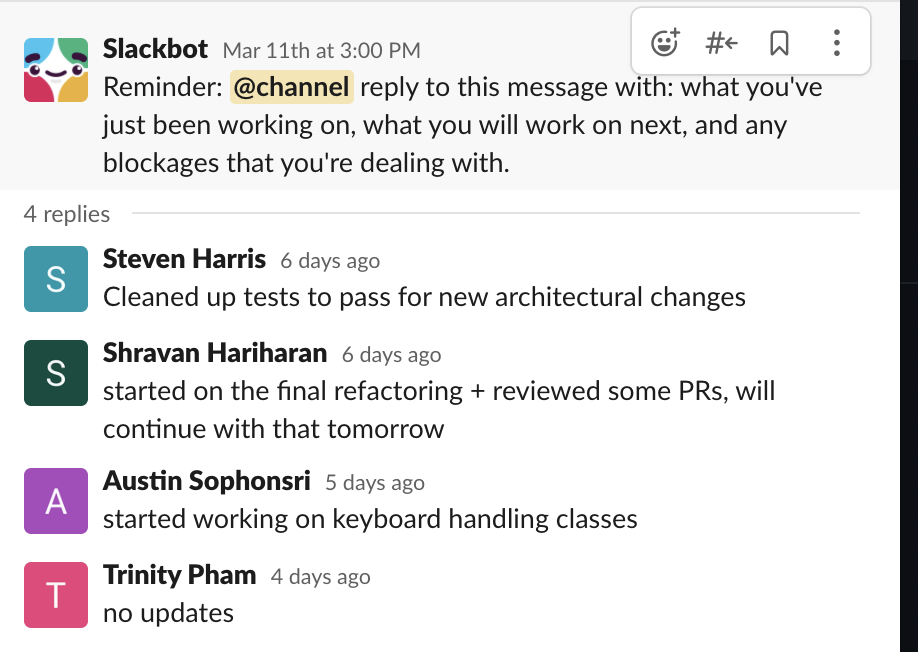 Slackbot Mar 11th at 3:00 PM
Reminder: @channel reply to this message with: what you've
just been working on, what you will work on next, and any
blockages that you're dealing with.
4 replies
S
Steven Harris 6 days ago
Cleaned up tests to pass for new architectural changes
S
Shravan Hariharan 6 days ago
started on the final refactoring + reviewed some PRs, will
continue with that tomorrow
A
Austin Sophonsri 5 days ago
started working on keyboard handling classes
T
Trinity Pham 4 days ago
no updates